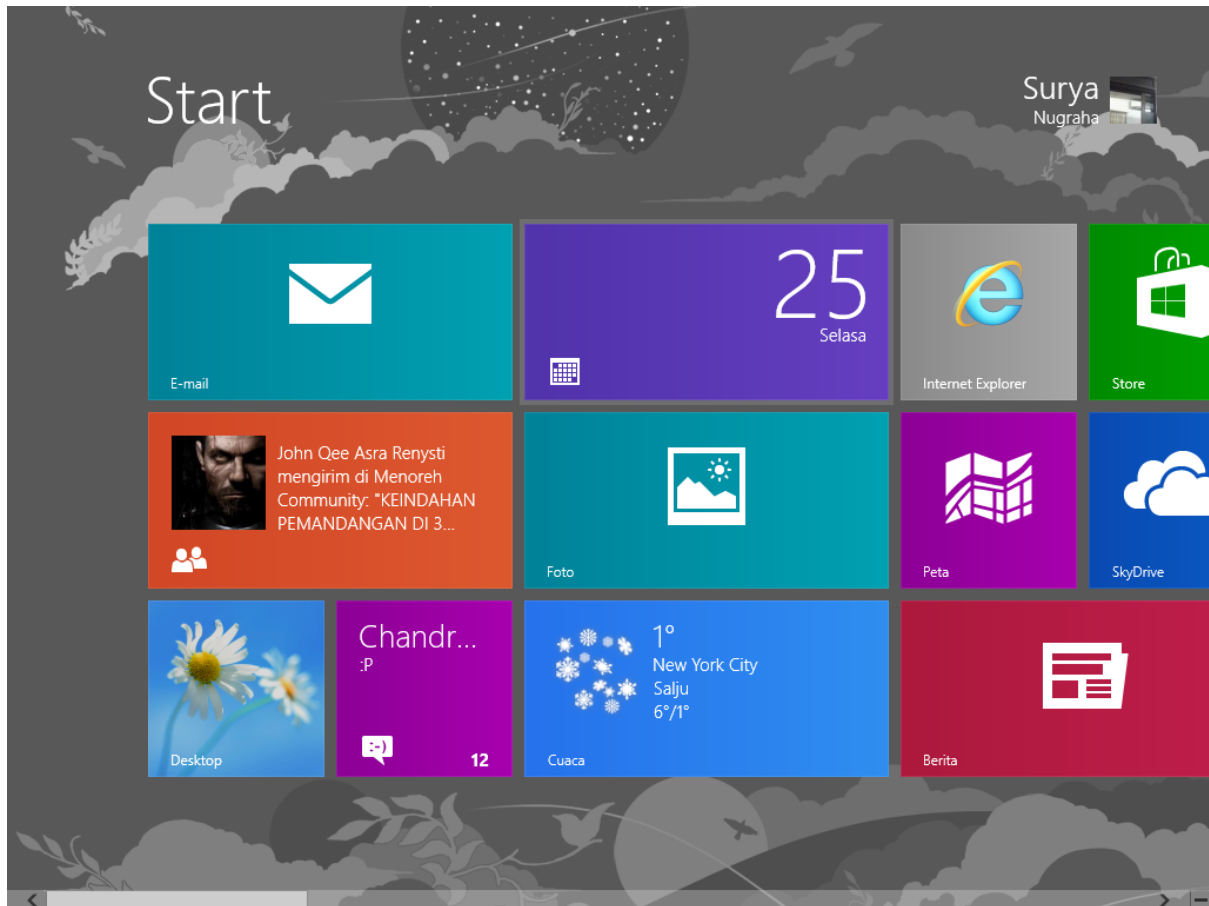 Start
Surya
Nugraha
E-mail
25
Selasa
Internet Explorer
Store
John Qee Asra Renysti
mengirim di Menoreh
Community: "KEINDAHAN
PEMANDANGAN DI 3...
Foto
Peta
SkyDrive
Desktop
Chandr...
:P
:-)
12
1°
New York City
Salju
6°/1°
Cuaca
Berita